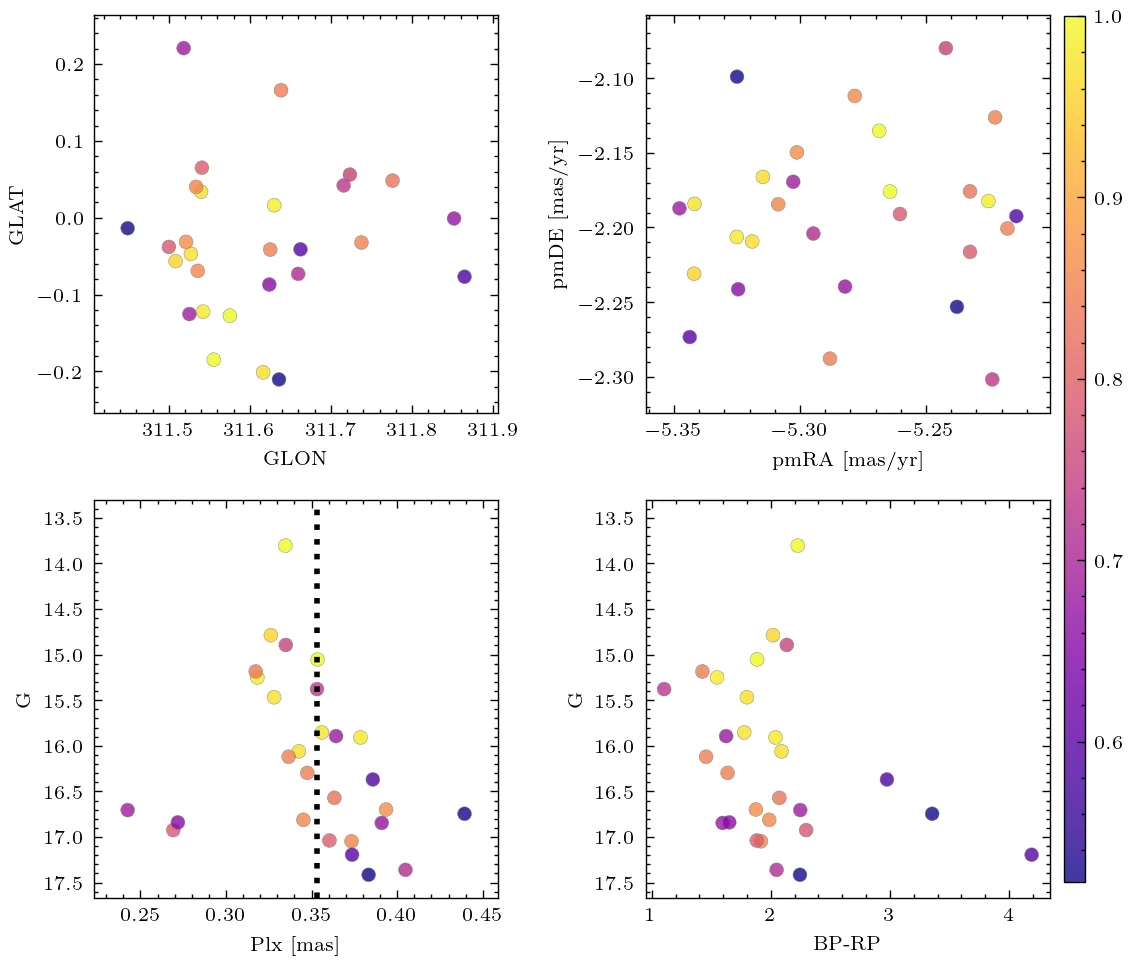 0.2
0.1
0.0
−0.1
−0.2
GLAT
311.5 311.6 311.7 311.8 311.9
GLON
−2.10
−2.15
−2.20
−2.25
−2.30
pmDE [mas/yr]
−5.35 −5.30 −5.25
pmRA [mas/yr]
1.0
0.9
0.8
0.7
0.6
13.5
14.0
14.5
15.0
15.5
16.0
16.5
17.0
17.5
G
0.25 0.30 0.35 0.40 0.45
Plx [mas]
13.5
14.0
14.5
15.0
15.5
16.0
16.5
17.0
17.5
G
1 2 3 4
BP-RP